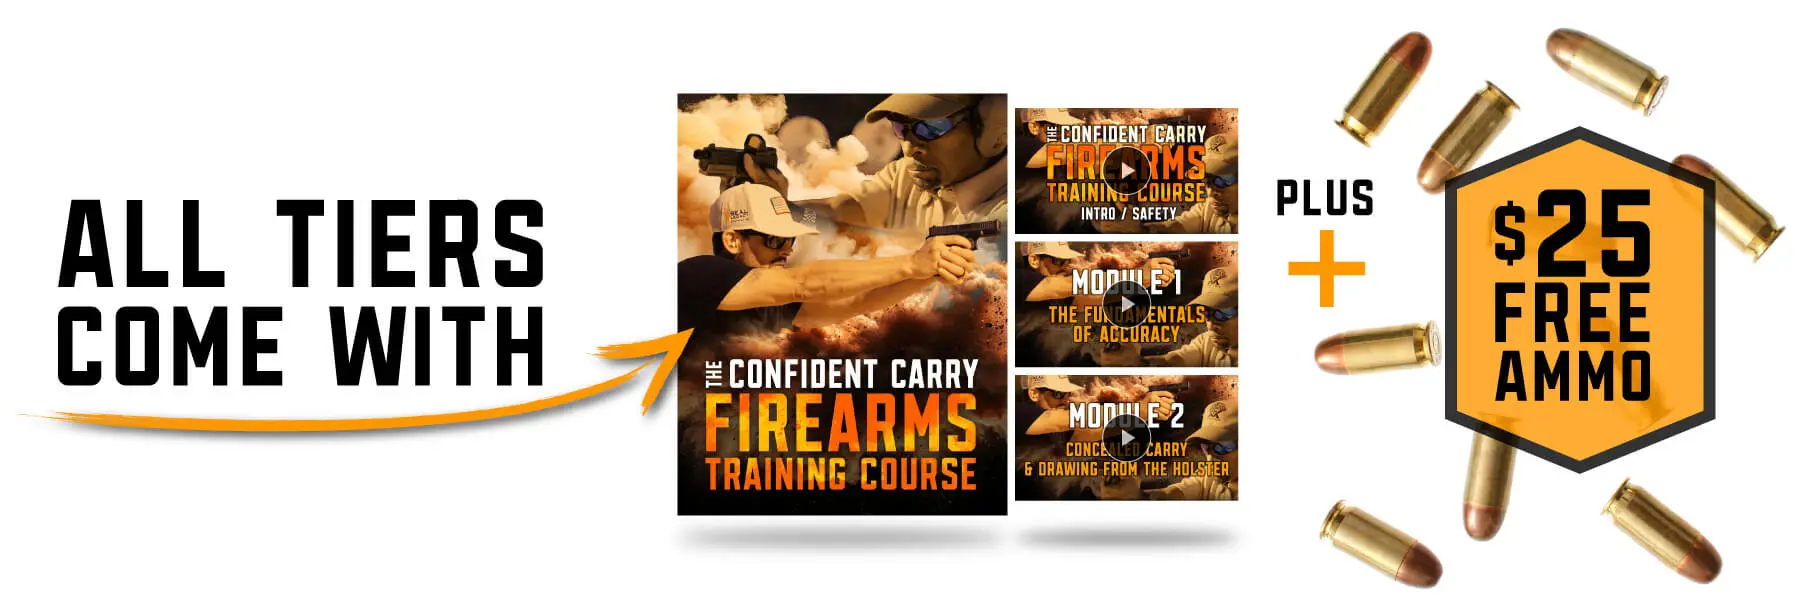 ALL TIERS
COME WITH
REAL
THE CONFIDENT CARRY
FIREARMS
TRAINING COURSE
THE CONFIDENT CARRY
FIREARMS
TRAINING COURSE
INTRO / SAFETY
MODULE 1
THE FUNDAMENTALS
OF ACCURACY
MODULE 2
CONCEALED CARRY
& DRAWING FROM THE HOLSTER
PLUS
+
$25
FREE
AMMO